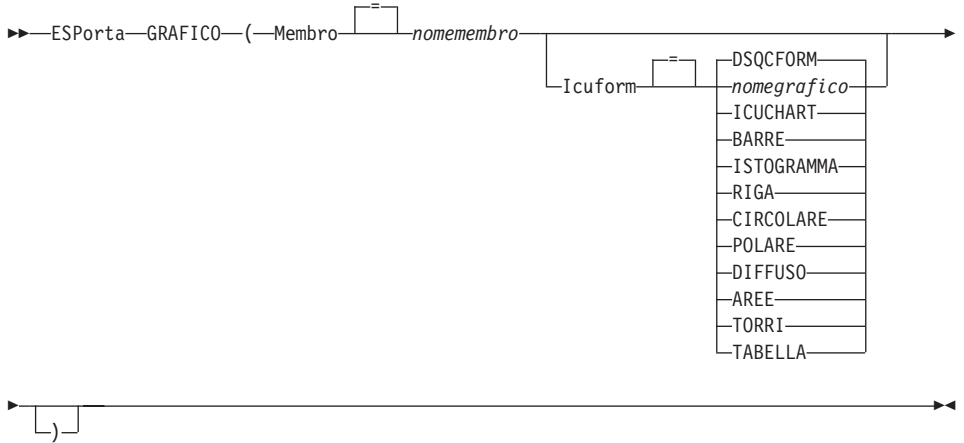 =
ESPorta GRAFICO ( Membro nomemembro
= DSQCFORM
Icuform nomegrafico
ICUCHART
BARRE
ISTOGRAMMA
RIGA
CIRCOLARE
POLARE
DIFFUSO
AREE
TORRI
TABELLA
)